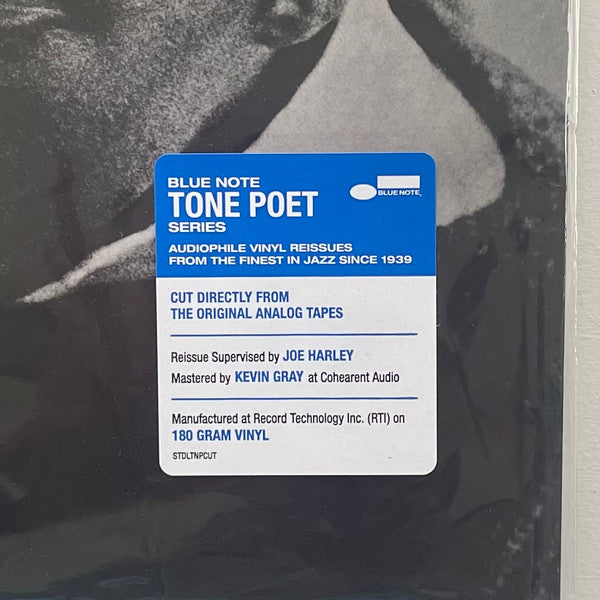 BLUE NOTE
TONE POET
SERIES
BLUE NOTE.
AUDIOPHILE VINYL REISSUES
FROM THE FINEST IN JAZZ SINCE 1939
CUT DIRECTLY FROM
THE ORIGINAL ANALOG TAPES
Reissue Supervised by JOE HARLEY
Mastered by KEVIN GRAY at Cohearent Audio
Manufactured at Record Technology Inc. (RTI) on
180 GRAM VINYL
STDLTNPCUT